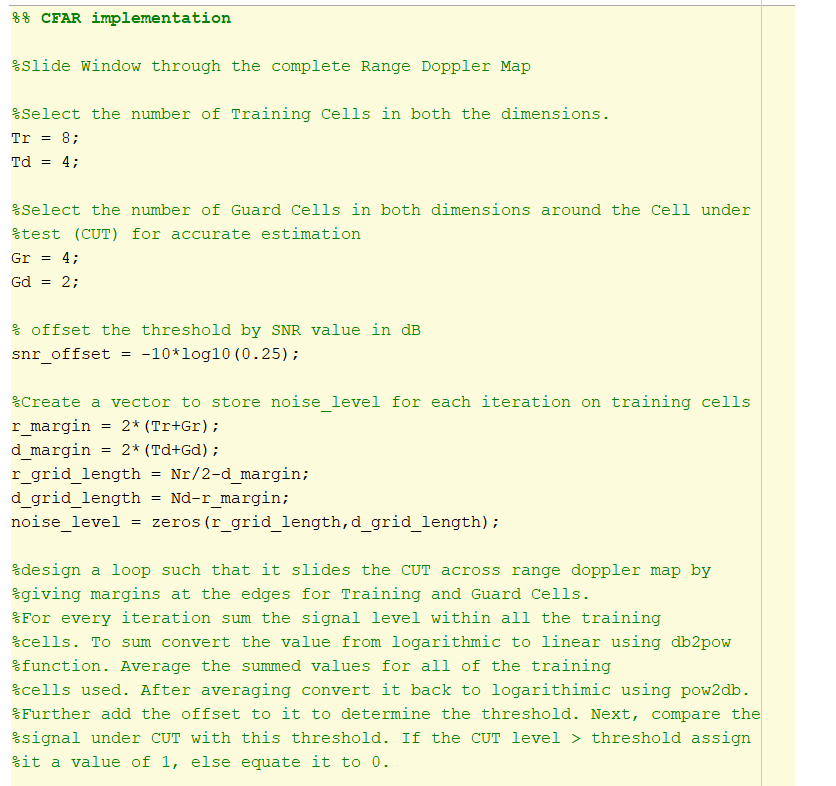 %% CFAR implementation
%Slide Window through the complete Range Doppler Map
%Select the number of Training Cells in both the dimensions.
Tr = 8;
Td = 4;
%Select the number of Guard Cells in both dimensions around the Cell under
%test (CUT) for accurate estimation
Gr = 4;
Gd = 2;
% offset the threshold by SNR value in dB
snr_offset = -10*log10(0.25);
%Create a vector to store noise_level for each iteration on training cells
r_margin = 2*(Tr+Gr);
d_margin = 2*(Td+Gd);
r_grid_length = Nr/2-d_margin;
d_grid_length = Nd-r_margin;
noise_level = zeros(r_grid_length,d_grid_length);
%design a loop such that it slides the CUT across range doppler map by
%giving margins at the edges for Training and Guard Cells.
%For every iteration sum the signal level within all the training
%cells. To sum convert the value from logarithmic to linear using db2pow
%function. Average the summed values for all of the training
%cells used. After averaging convert it back to logarithimic using pow2db.
%Further add the offset to it to determine the threshold. Next, compare the
%signal under CUT with this threshold. If the CUT level > threshold assign
%it a value of 1, else equate it to 0.